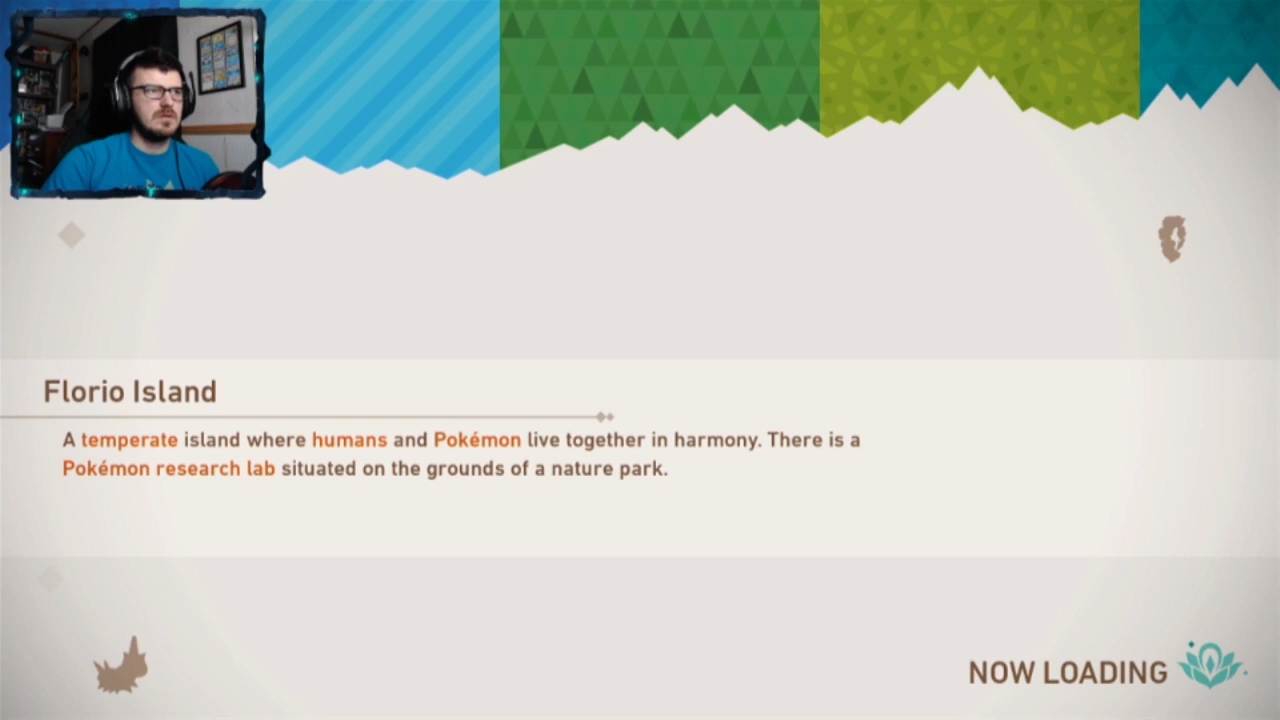 Florio Island
A temperate island where humans and Pokémon live together in harmony. There is a
Pokémon research lab situated on the grounds of a nature park.
NOW LOADING